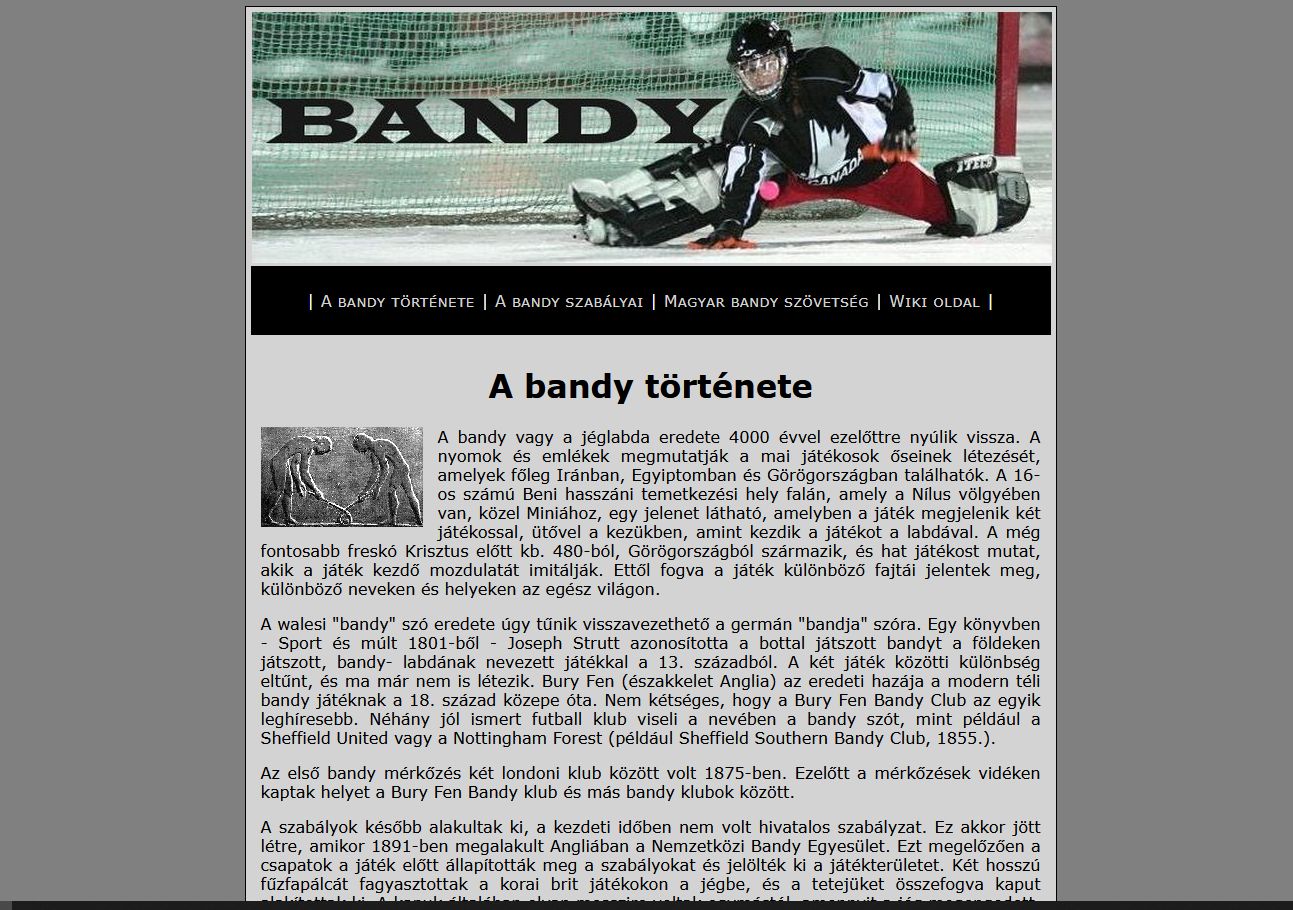 BANDY
CANADA
ITECH
| A BANDY TÖRTÉNETE | A BANDY SZABÁLYAI | MAGYAR BANDY SZÖVETSÉG | WIKI OLDAL |
A bandy története
A bandy vagy a jéglabda eredete 4000 évvel ezelőttre nyúlik vissza. A
nyomok és emlékek megmutatják a mai játékosok őseinek létezését,
amelyek főleg Iránban, Egyiptomban és Görögországban találhatók. A 16-
os számú Beni hasszáni temetkezési hely falán, amely a Nílus völgyében
van, közel Miniához, egy jelenet látható, amelyben a játék megjelenik két
játékossal, ütővel a kezükben, amint kezdik a játékot a labdával. A még
fontosabb freskó Krisztus előtt kb. 480-ból, Görögországból származik, és hat játékost mutat,
akik a játék kezdő mozdulatát imitálják. Ettől fogva a játék különböző fajtái jelentek meg,
különböző neveken és helyeken az egész világon.
A walesi "bandy" szó eredete úgy tűnik visszavezethető a germán "bandja" szóra. Egy könyvben
- Sport és múlt 1801-ből - Joseph Strutt azonosította a bottal játszott bandyt a földeken
játszott, bandy- labdának nevezett játékkal a 13. századból. A két játék közötti különbség
eltűnt, és ma már nem is létezik. Bury Fen (északkelet Anglia) az eredeti hazája a modern téli
bandy játéknak a 18. század közepe óta. Nem kétséges, hogy a Bury Fen Bandy Club az egyik
leghíresebb. Néhány jól ismert futball klub viseli a nevében a bandy szót, mint például a
Sheffield United vagy a Nottingham Forest (például Sheffield Southern Bandy Club, 1855.).
Az első bandy mérkőzés két londoni klub között volt 1875-ben. Ezelőtt a mérkőzések vidéken
kaptak helyet a Bury Fen Bandy klub és más bandy klubok között.
A szabályok később alakultak ki, a kezdeti időben nem volt hivatalos szabályzat. Ez akkor jött
létre, amikor 1891-ben megalakult Angliában a Nemzetközi Bandy Egyesület. Ezt megelőzően a
csapatok a játék előtt állapították meg a szabályokat és jelölték ki a játékterületet. Két hosszú
fűzfapálcát fagyasztottak a korai brit játékokon a jégbe, és a tetejüket összefogva kaput